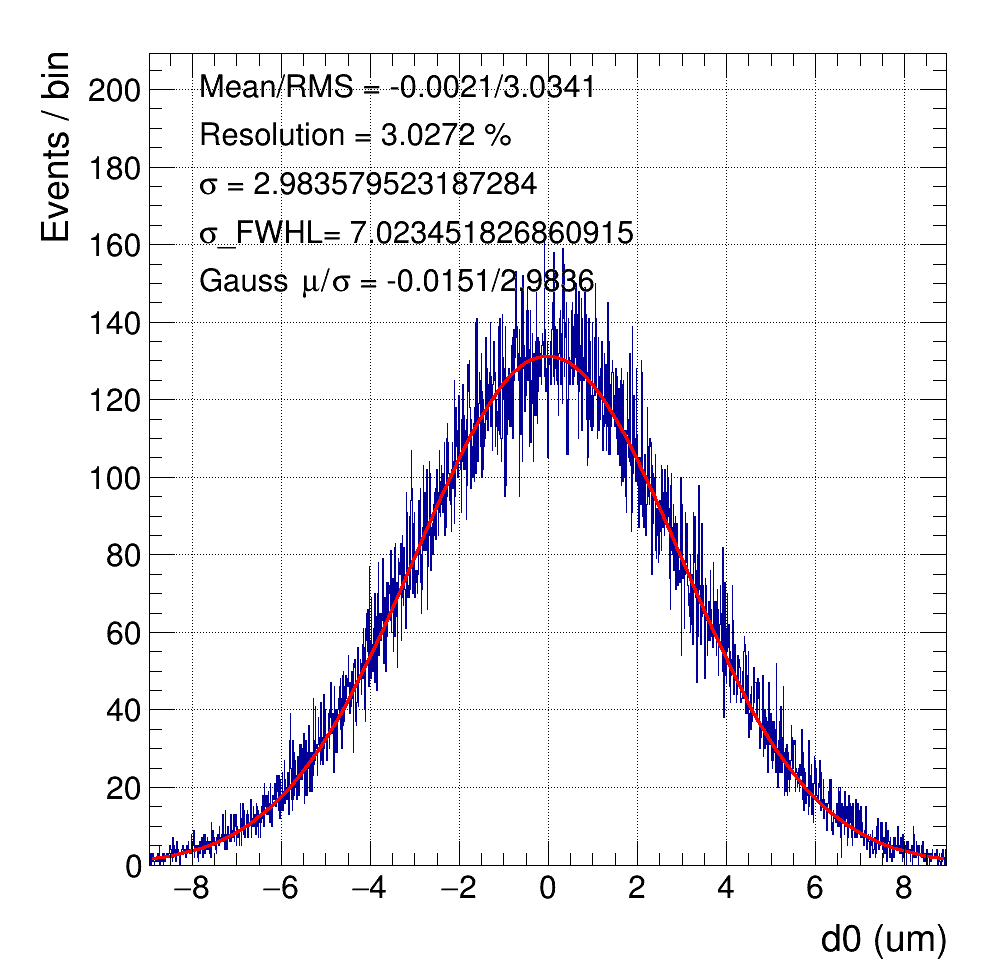 Events / bin
Mean/RMS = -0.0021/3.0341
Resolution = 3.0272 %
σ = 2.983579523187284
σ_FWHL= 7.023451826860915
Gauss μ/σ = -0.0151/2.9836
200
180
160
140
120
100
80
60
40
20
0
−8 −6 −4 −2 0 2 4 6 8
d0 (um)